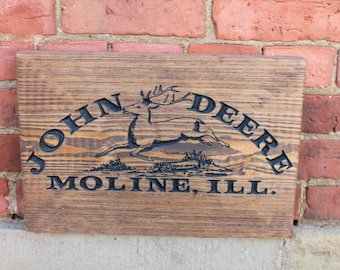 JOHN DEERE
MOLINE, ILL.